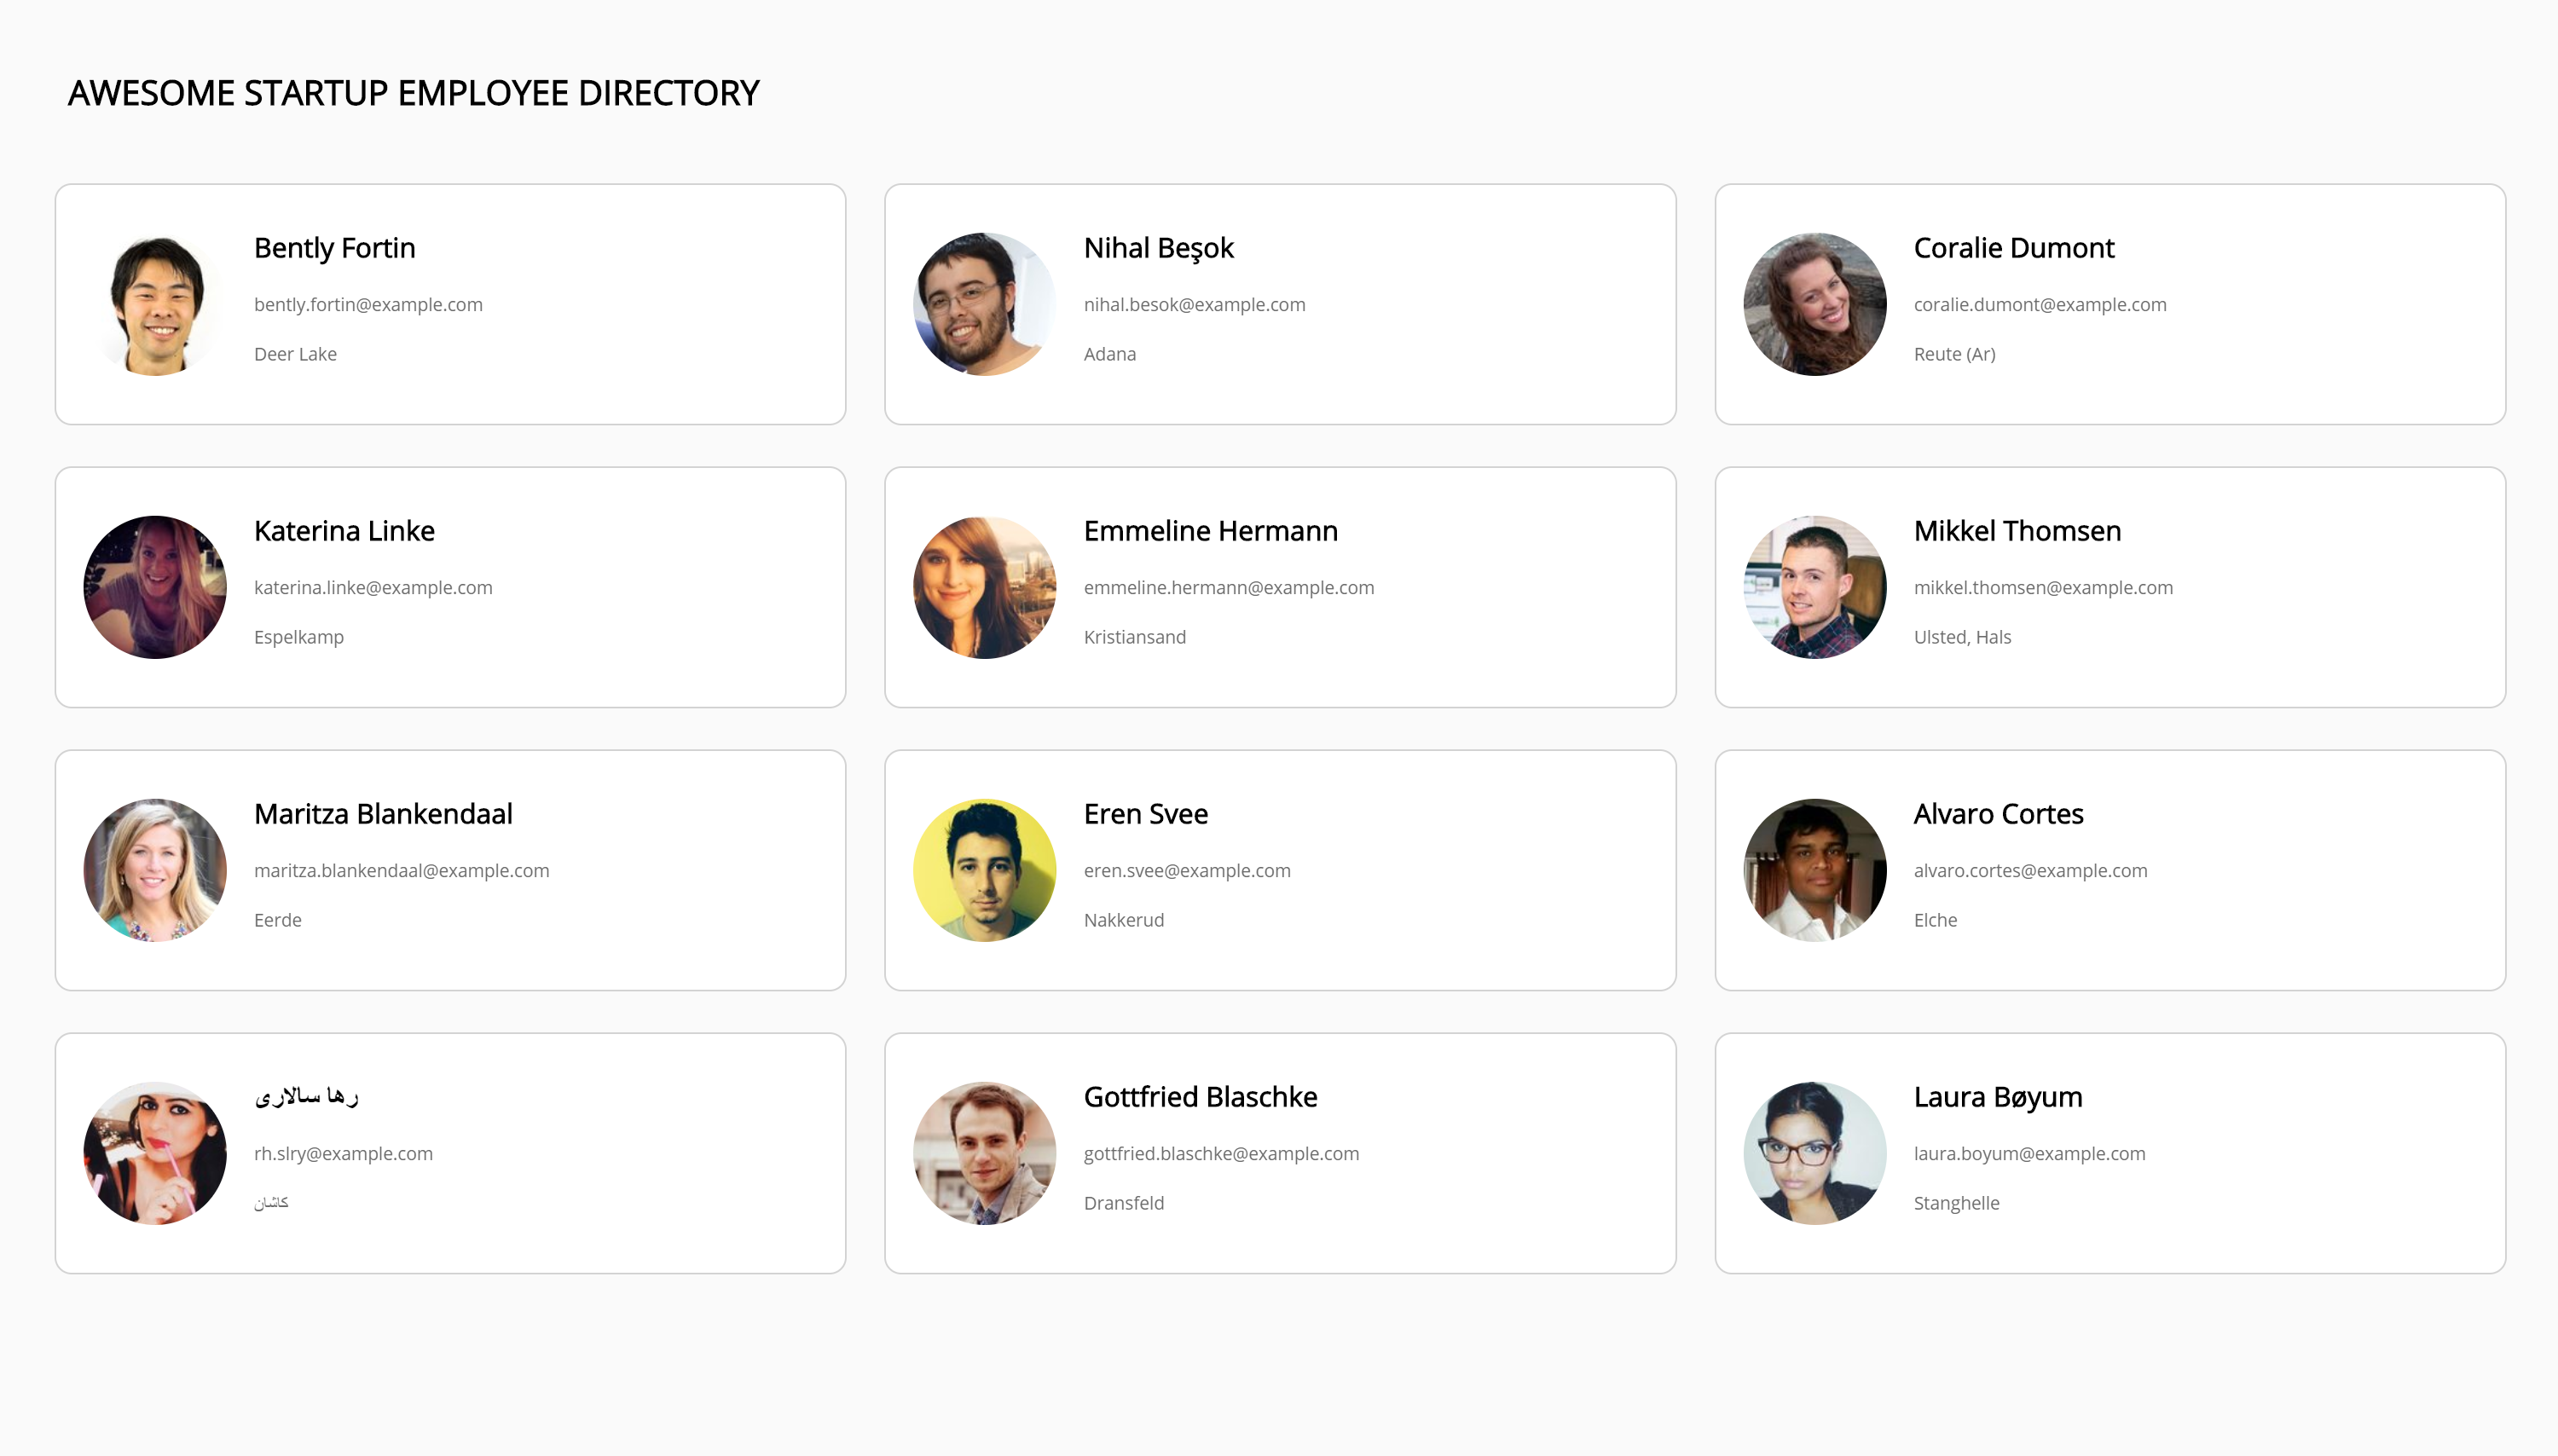 AWESOME STARTUP EMPLOYEE DIRECTORY
Bently Fortin
bently.fortin@example.com
Deer Lake
Nihal Beşok
nihal.besok@example.com
Adana
Coralie Dumont
coralie.dumont@example.com
Reute (Ar)
Katerina Linke
katerina.linke@example.com
Espelkamp
Emmeline Hermann
emmeline.hermann@example.com
Kristiansand
Mikkel Thomsen
mikkel.thomsen@example.com
Ulsted, Hals
Maritza Blankendaal
maritza.blankendaal@example.com
Eerde
Eren Svee
eren.svee@example.com
Nakkerud
Alvaro Cortes
alvaro.cortes@example.com
Elche
رها سالاری
rh.slry@example.com
کاشان
Gottfried Blaschke
gottfried.blaschke@example.com
Dransfeld
Laura Bøyum
laura.boyum@example.com
Stanghelle